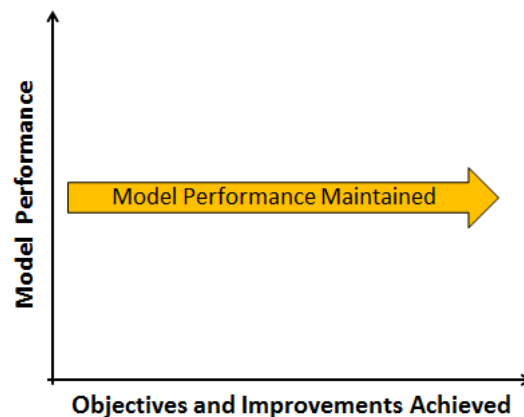 Model Performance
Model Performance Maintained
Objectives and Improvements Achieved